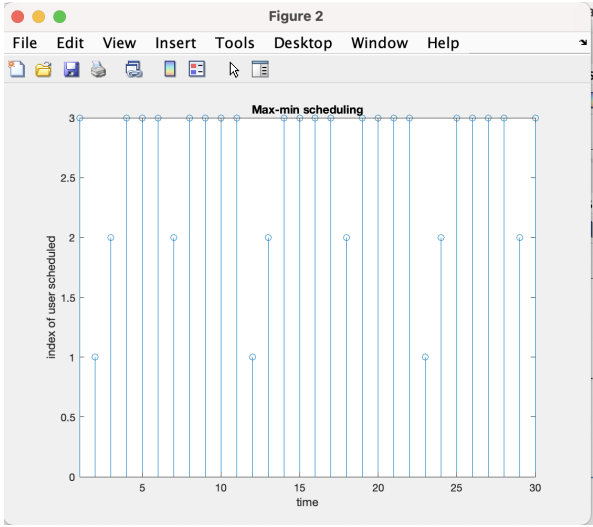 Figure 2
File Edit View Insert Tools Desktop Window Help
Max-min scheduling
3
2.5
2
1.5
1
0.5
0
index of user scheduled
5 10 15 20 25 30
time